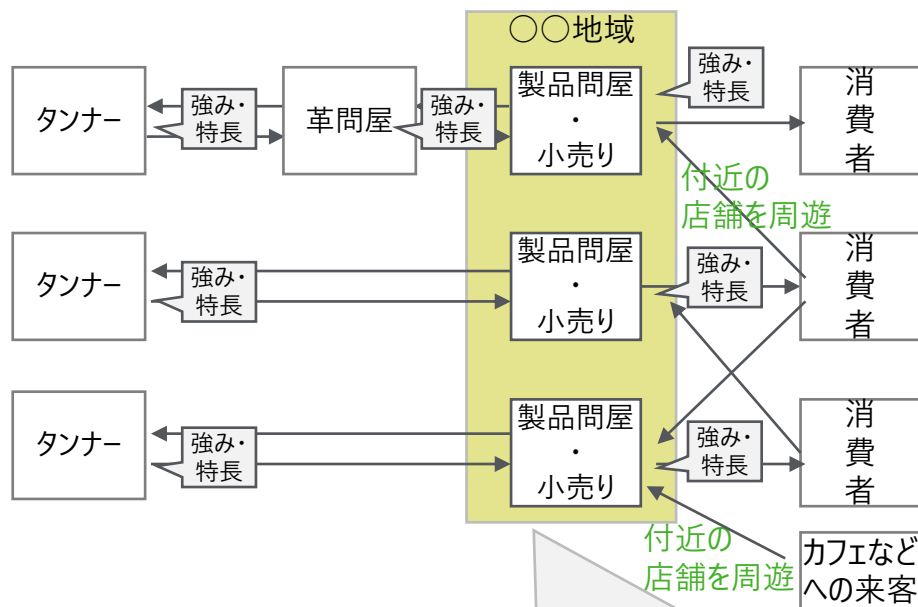 ○○地域
タンナー
強み・
特長
革問屋
強み・
特長
製品問屋
・
小売り
強み・
特長
消
費
者
付近の
店舗を周遊
タンナー
強み・
特長
製品問屋
・
小売り
強み・
特長
消
費
者
タンナー
強み・
特長
製品問屋
・
小売り
強み・
特長
消
費
者
付近の
店舗を周遊
カフェなど
への来客